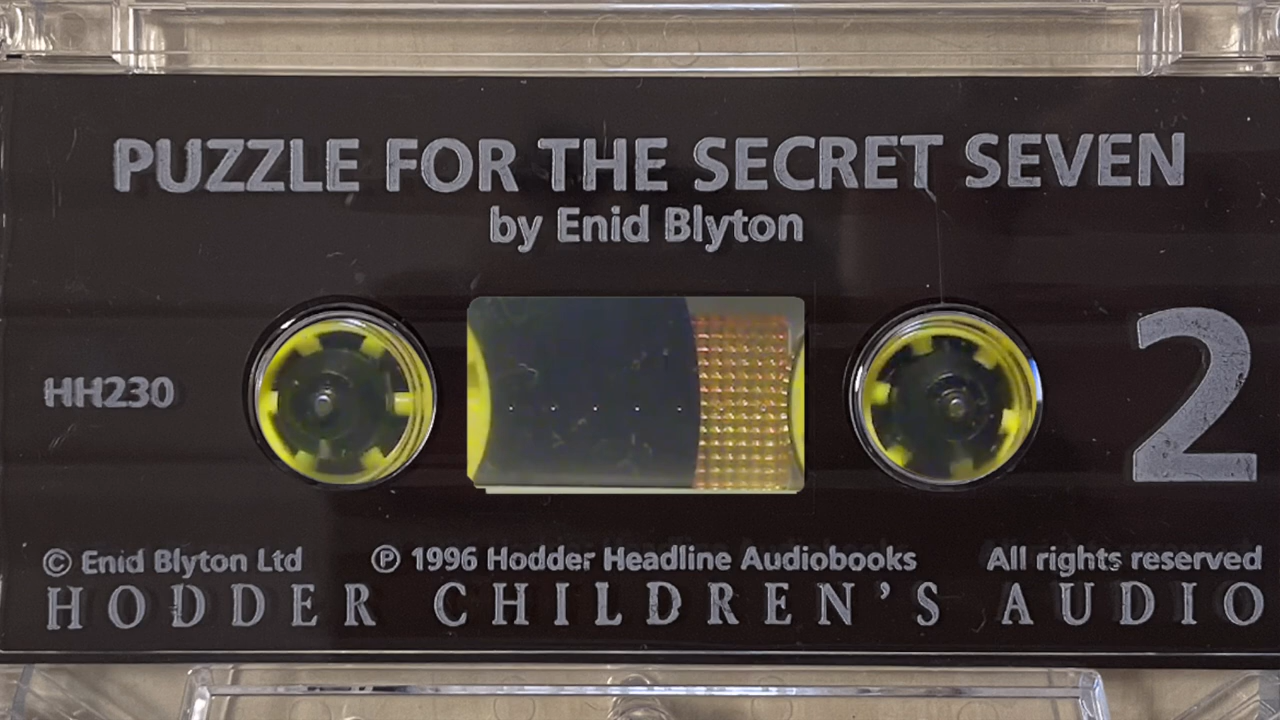 PUZZLE FOR THE SECRET SEVEN
by Enid Blyton
HH230
2
© Enid Blyton Ltd ℗ 1996 Hodder Headline Audiobooks All rights reserved
HODDER CHILDREN'S AUDIO